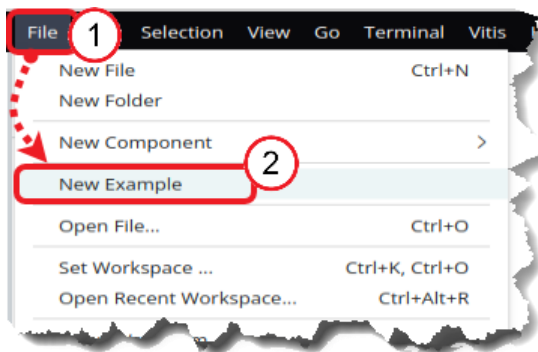 File 1 Selection View Go Terminal Vitis
New File Ctrl+N
New Folder
New Component >
2
New Example
Open File... Ctrl+O
Set Workspace ... Ctrl+K, Ctrl+O
Open Recent Workspace... Ctrl+Alt+R